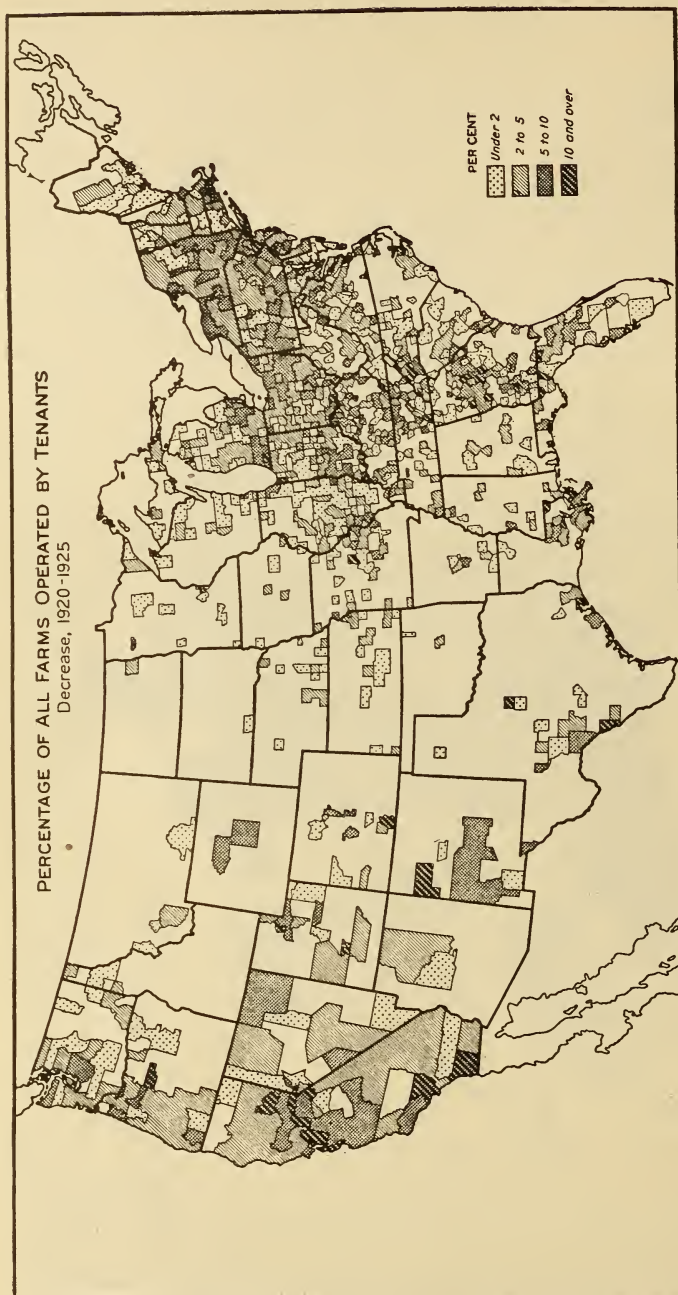 PERCENTAGE OF ALL FARMS OPERATED BY TENANTS
Decrease, 1920-1925
PER CENT
Under 2
2 to 5
5 to 10
10 and over